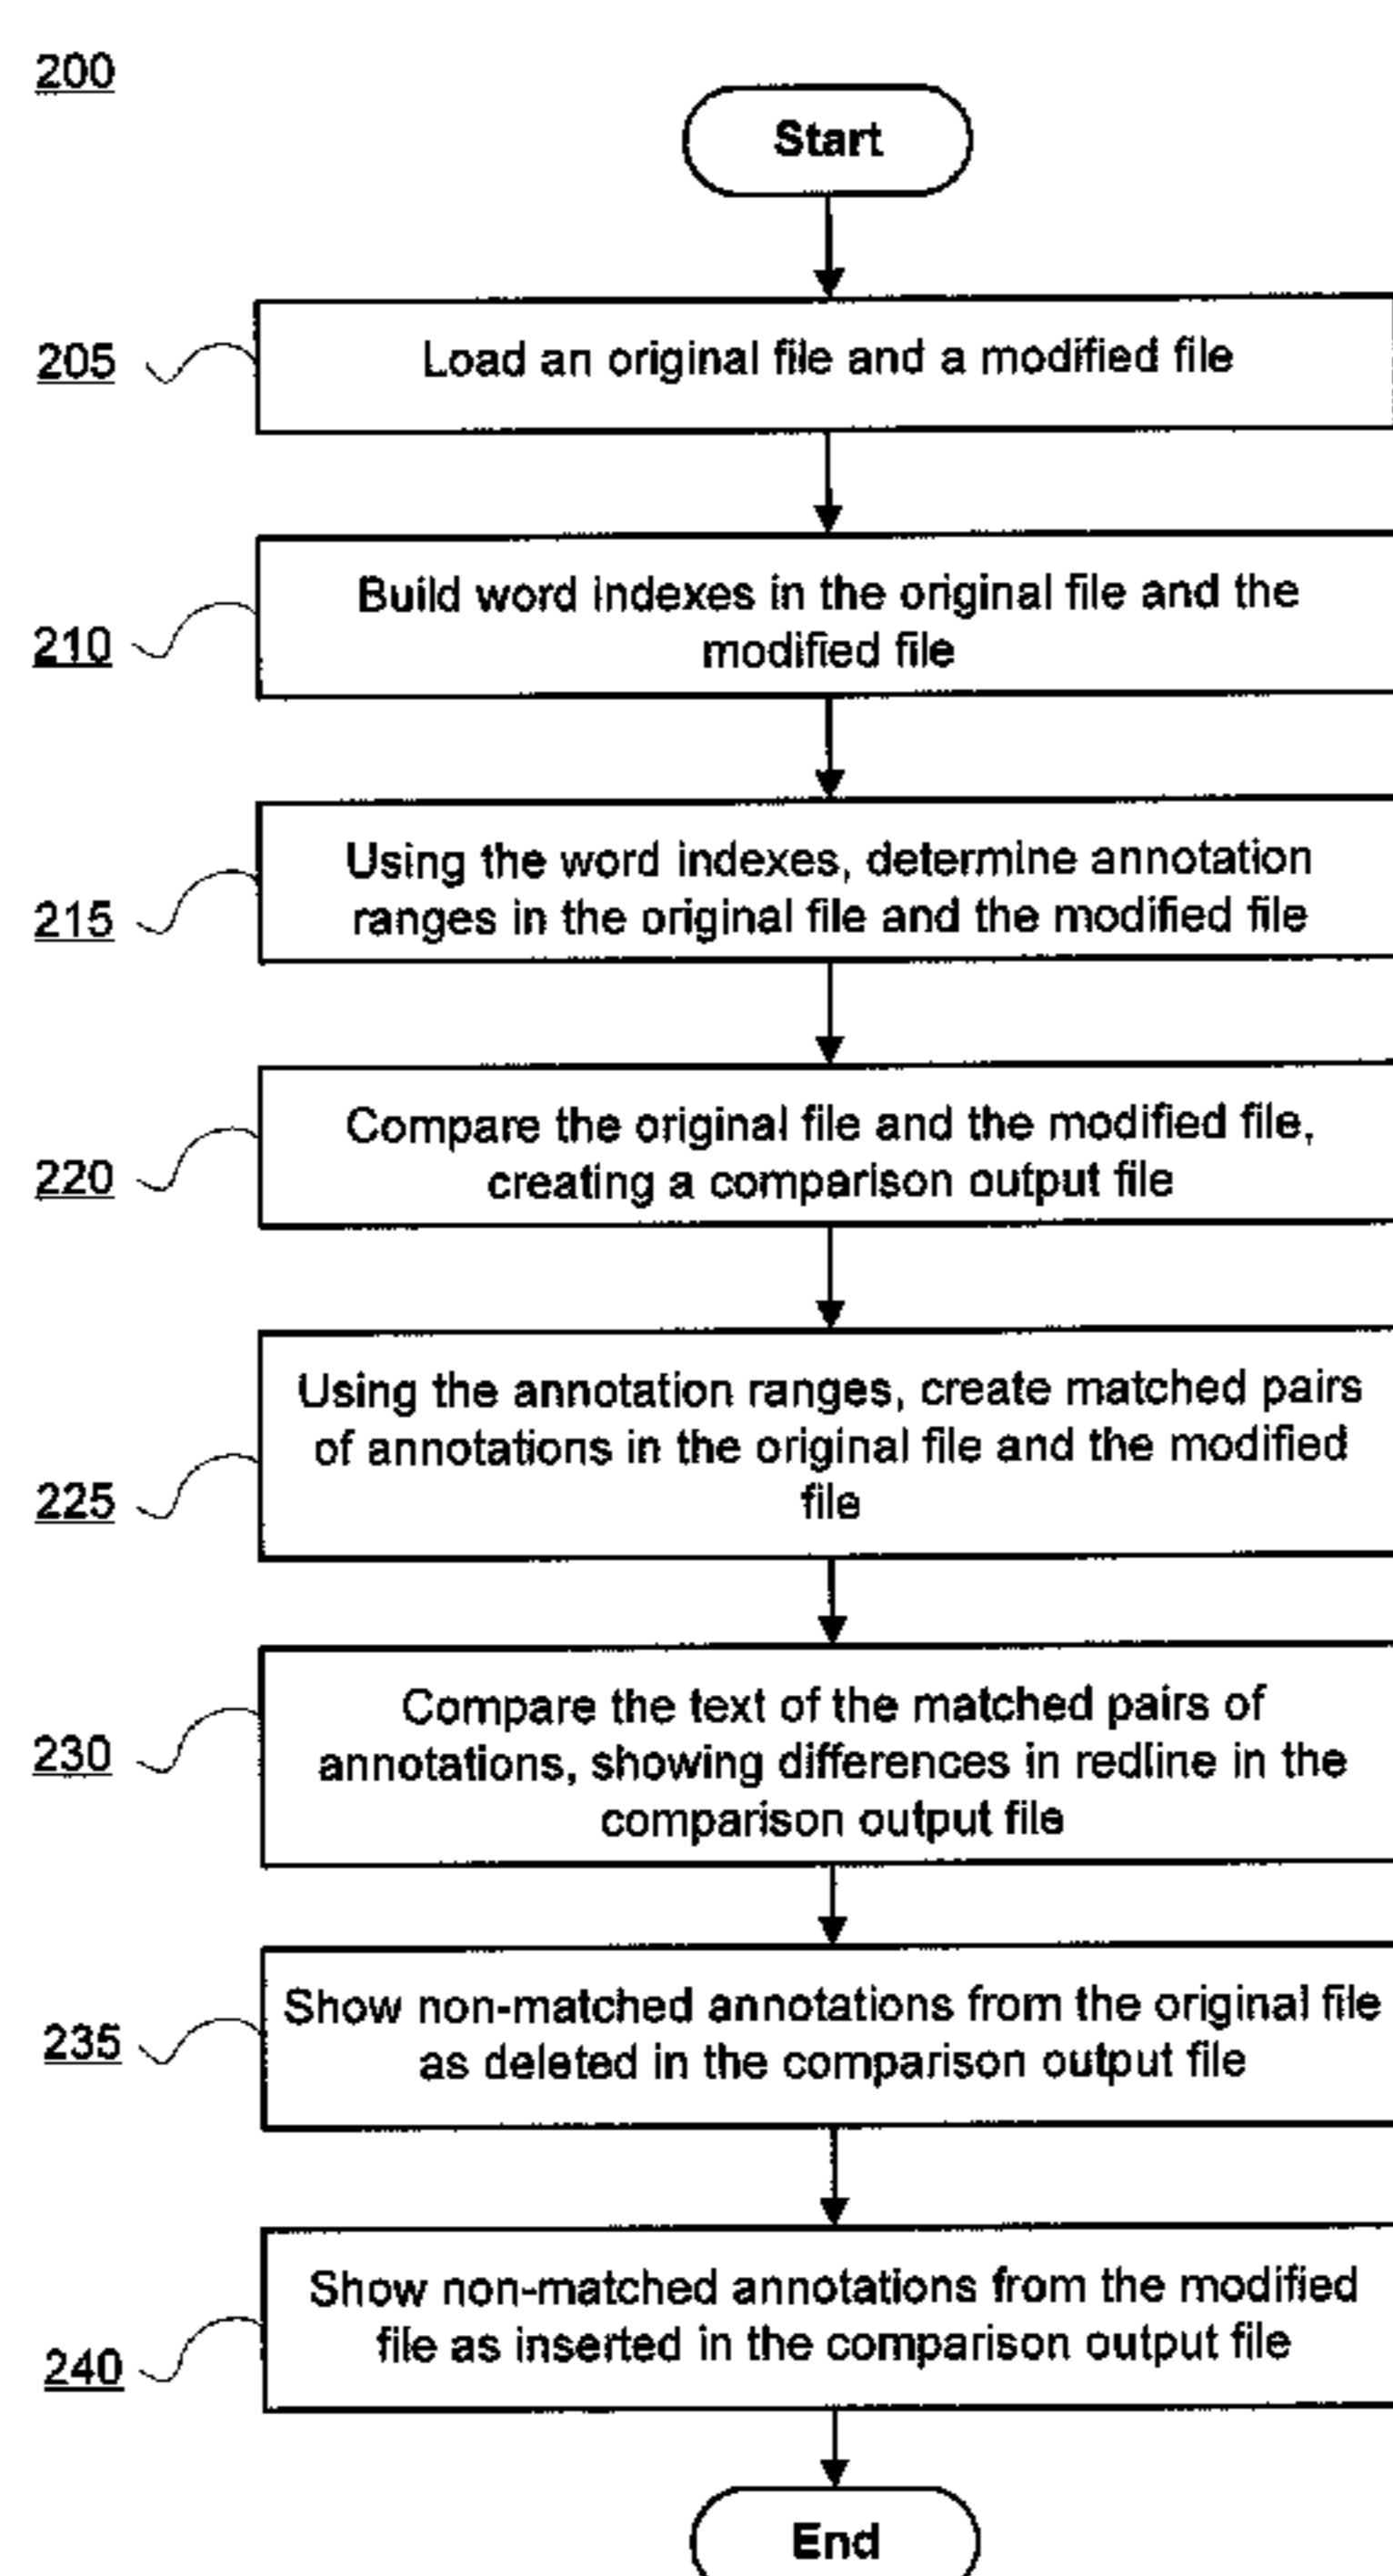 200
Start
205
Load an original file and a modified file
210
Build word indexes in the original file and the
modified file
215
Using the word indexes, determine annotation
ranges in the original file and the modified file
220
Compare the original file and the modified file,
creating a comparison output file
225
Using the annotation ranges, create matched pairs
of annotations in the original file and the modified
file
230
Compare the text of the matched pairs of
annotations, showing differences in redline in the
comparison output file
235
Show non-matched annotations from the original file
as deleted in the comparison output file
240
Show non-matched annotations from the modified
file as inserted in the comparison output file
End